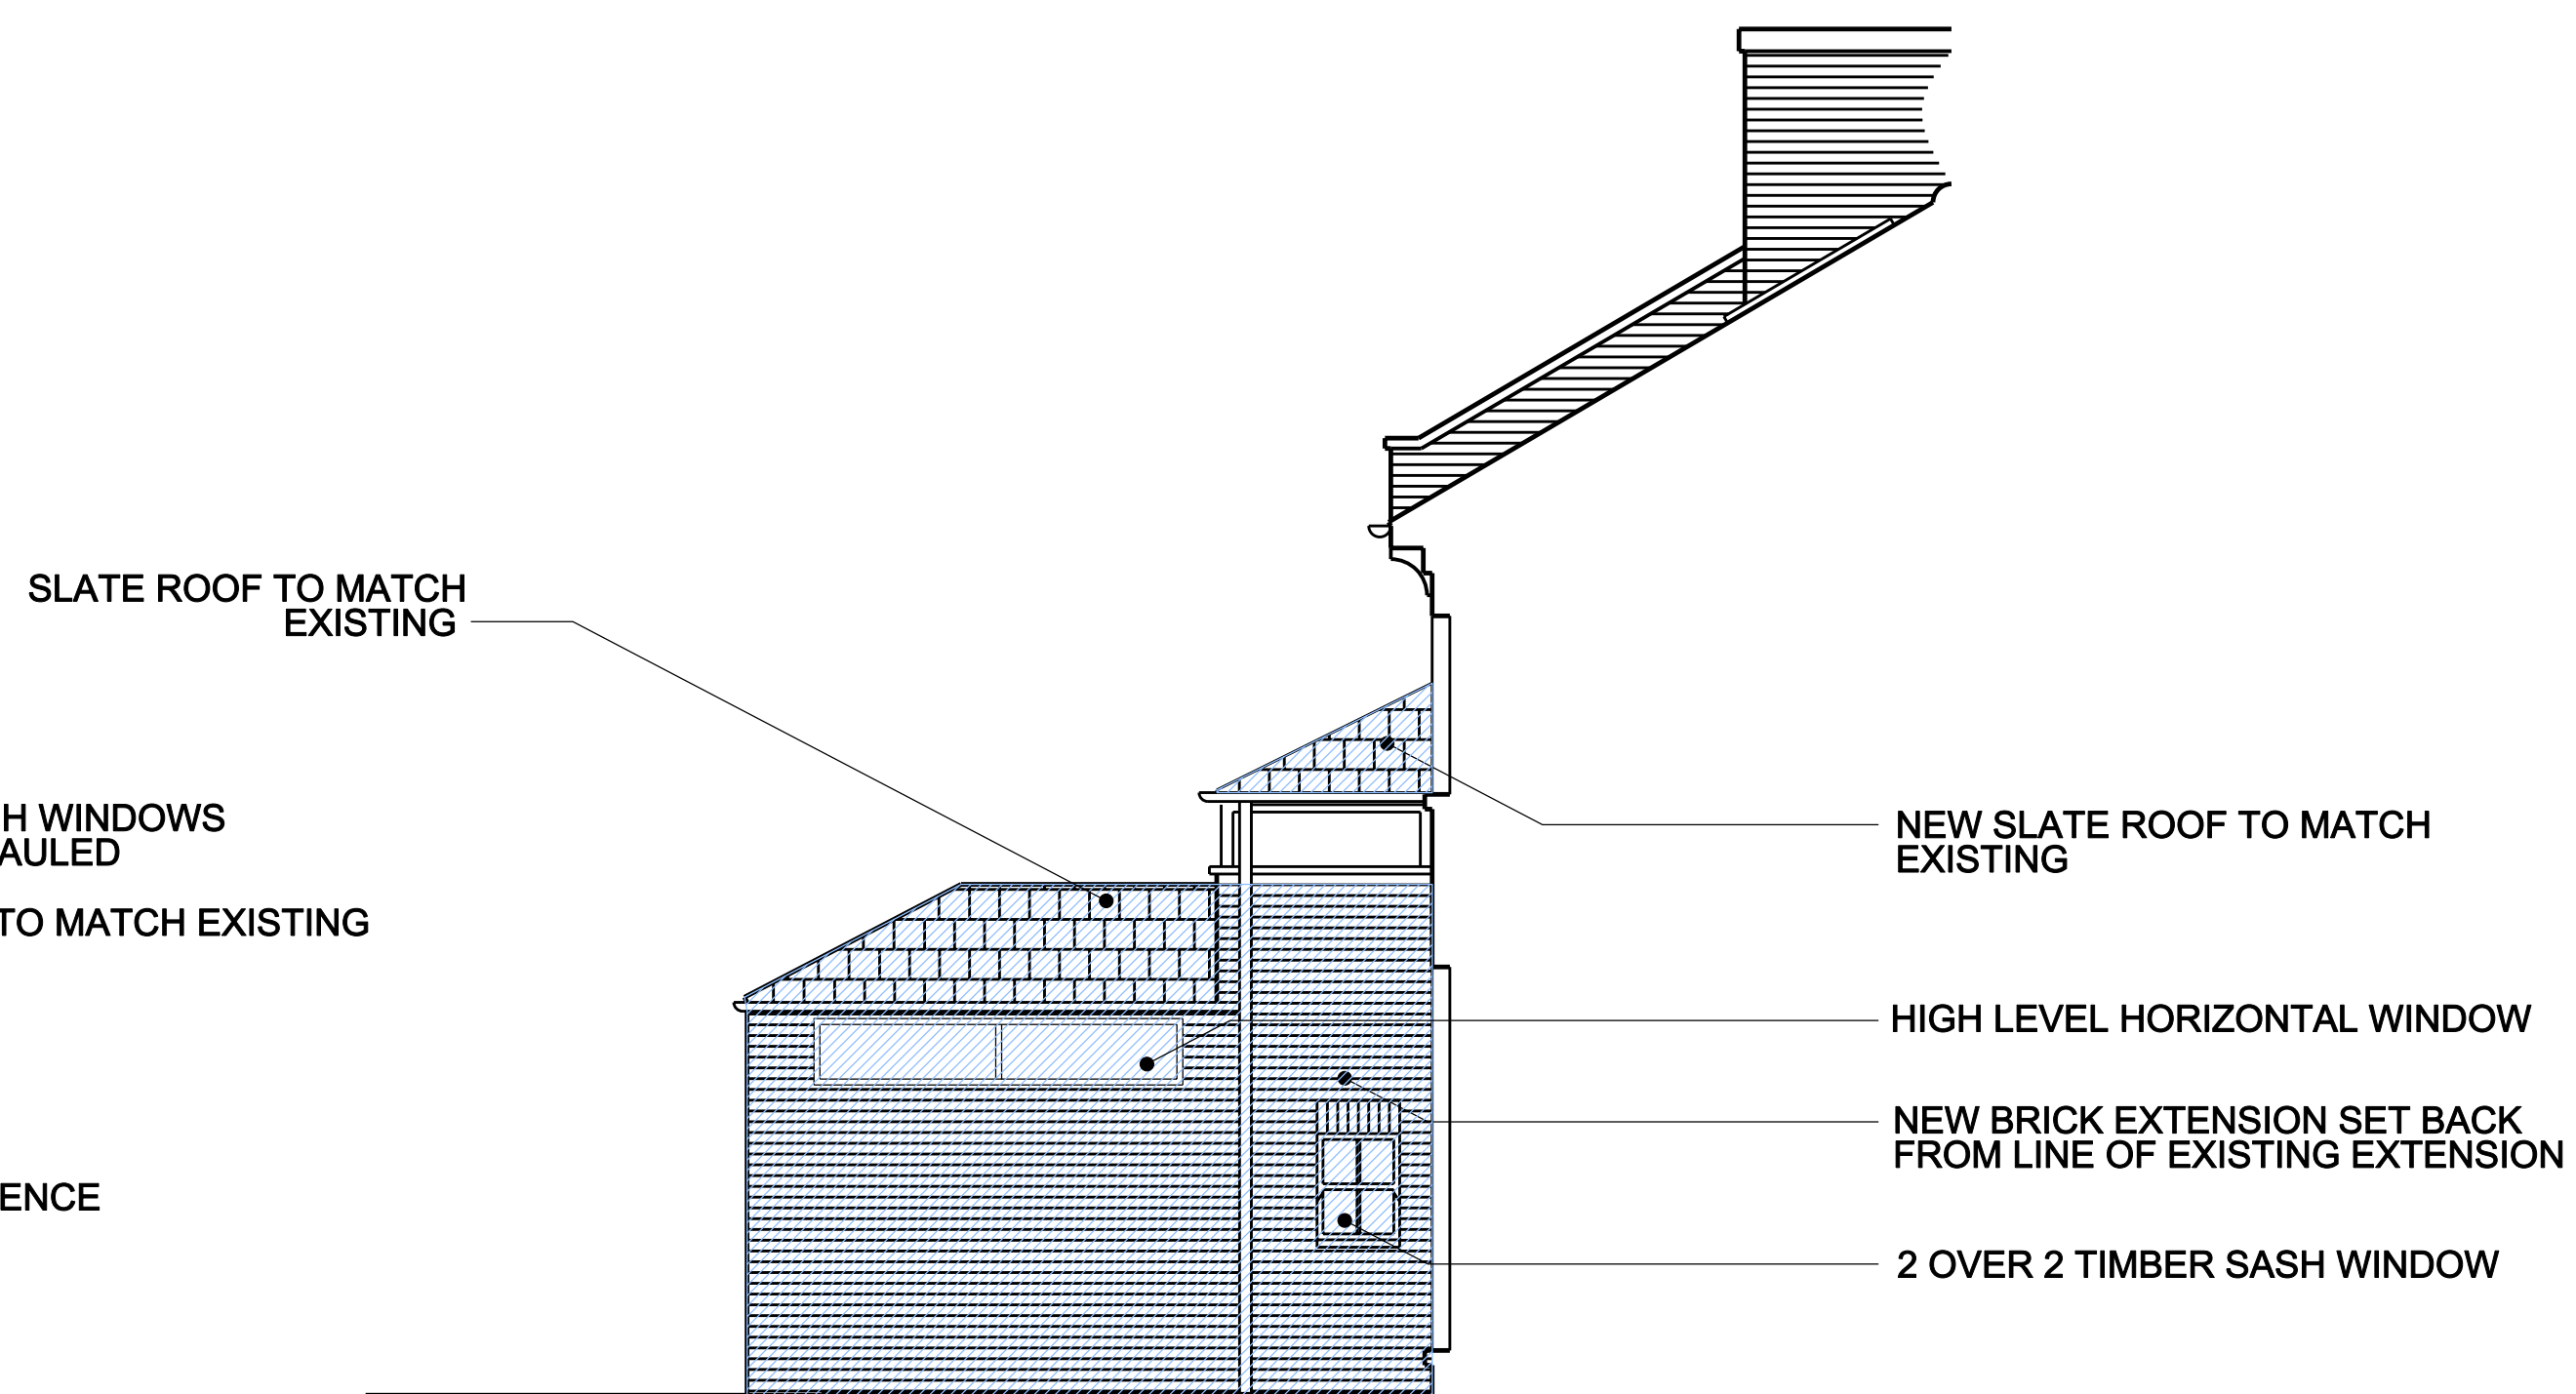 SLATE ROOF TO MATCH
EXISTING
H WINDOWS
AULED
TO MATCH EXISTING
ENCE
NEW SLATE ROOF TO MATCH
EXISTING
HIGH LEVEL HORIZONTAL WINDOW
NEW BRICK EXTENSION SET BACK
FROM LINE OF EXISTING EXTENSION
2 OVER 2 TIMBER SASH WINDOW